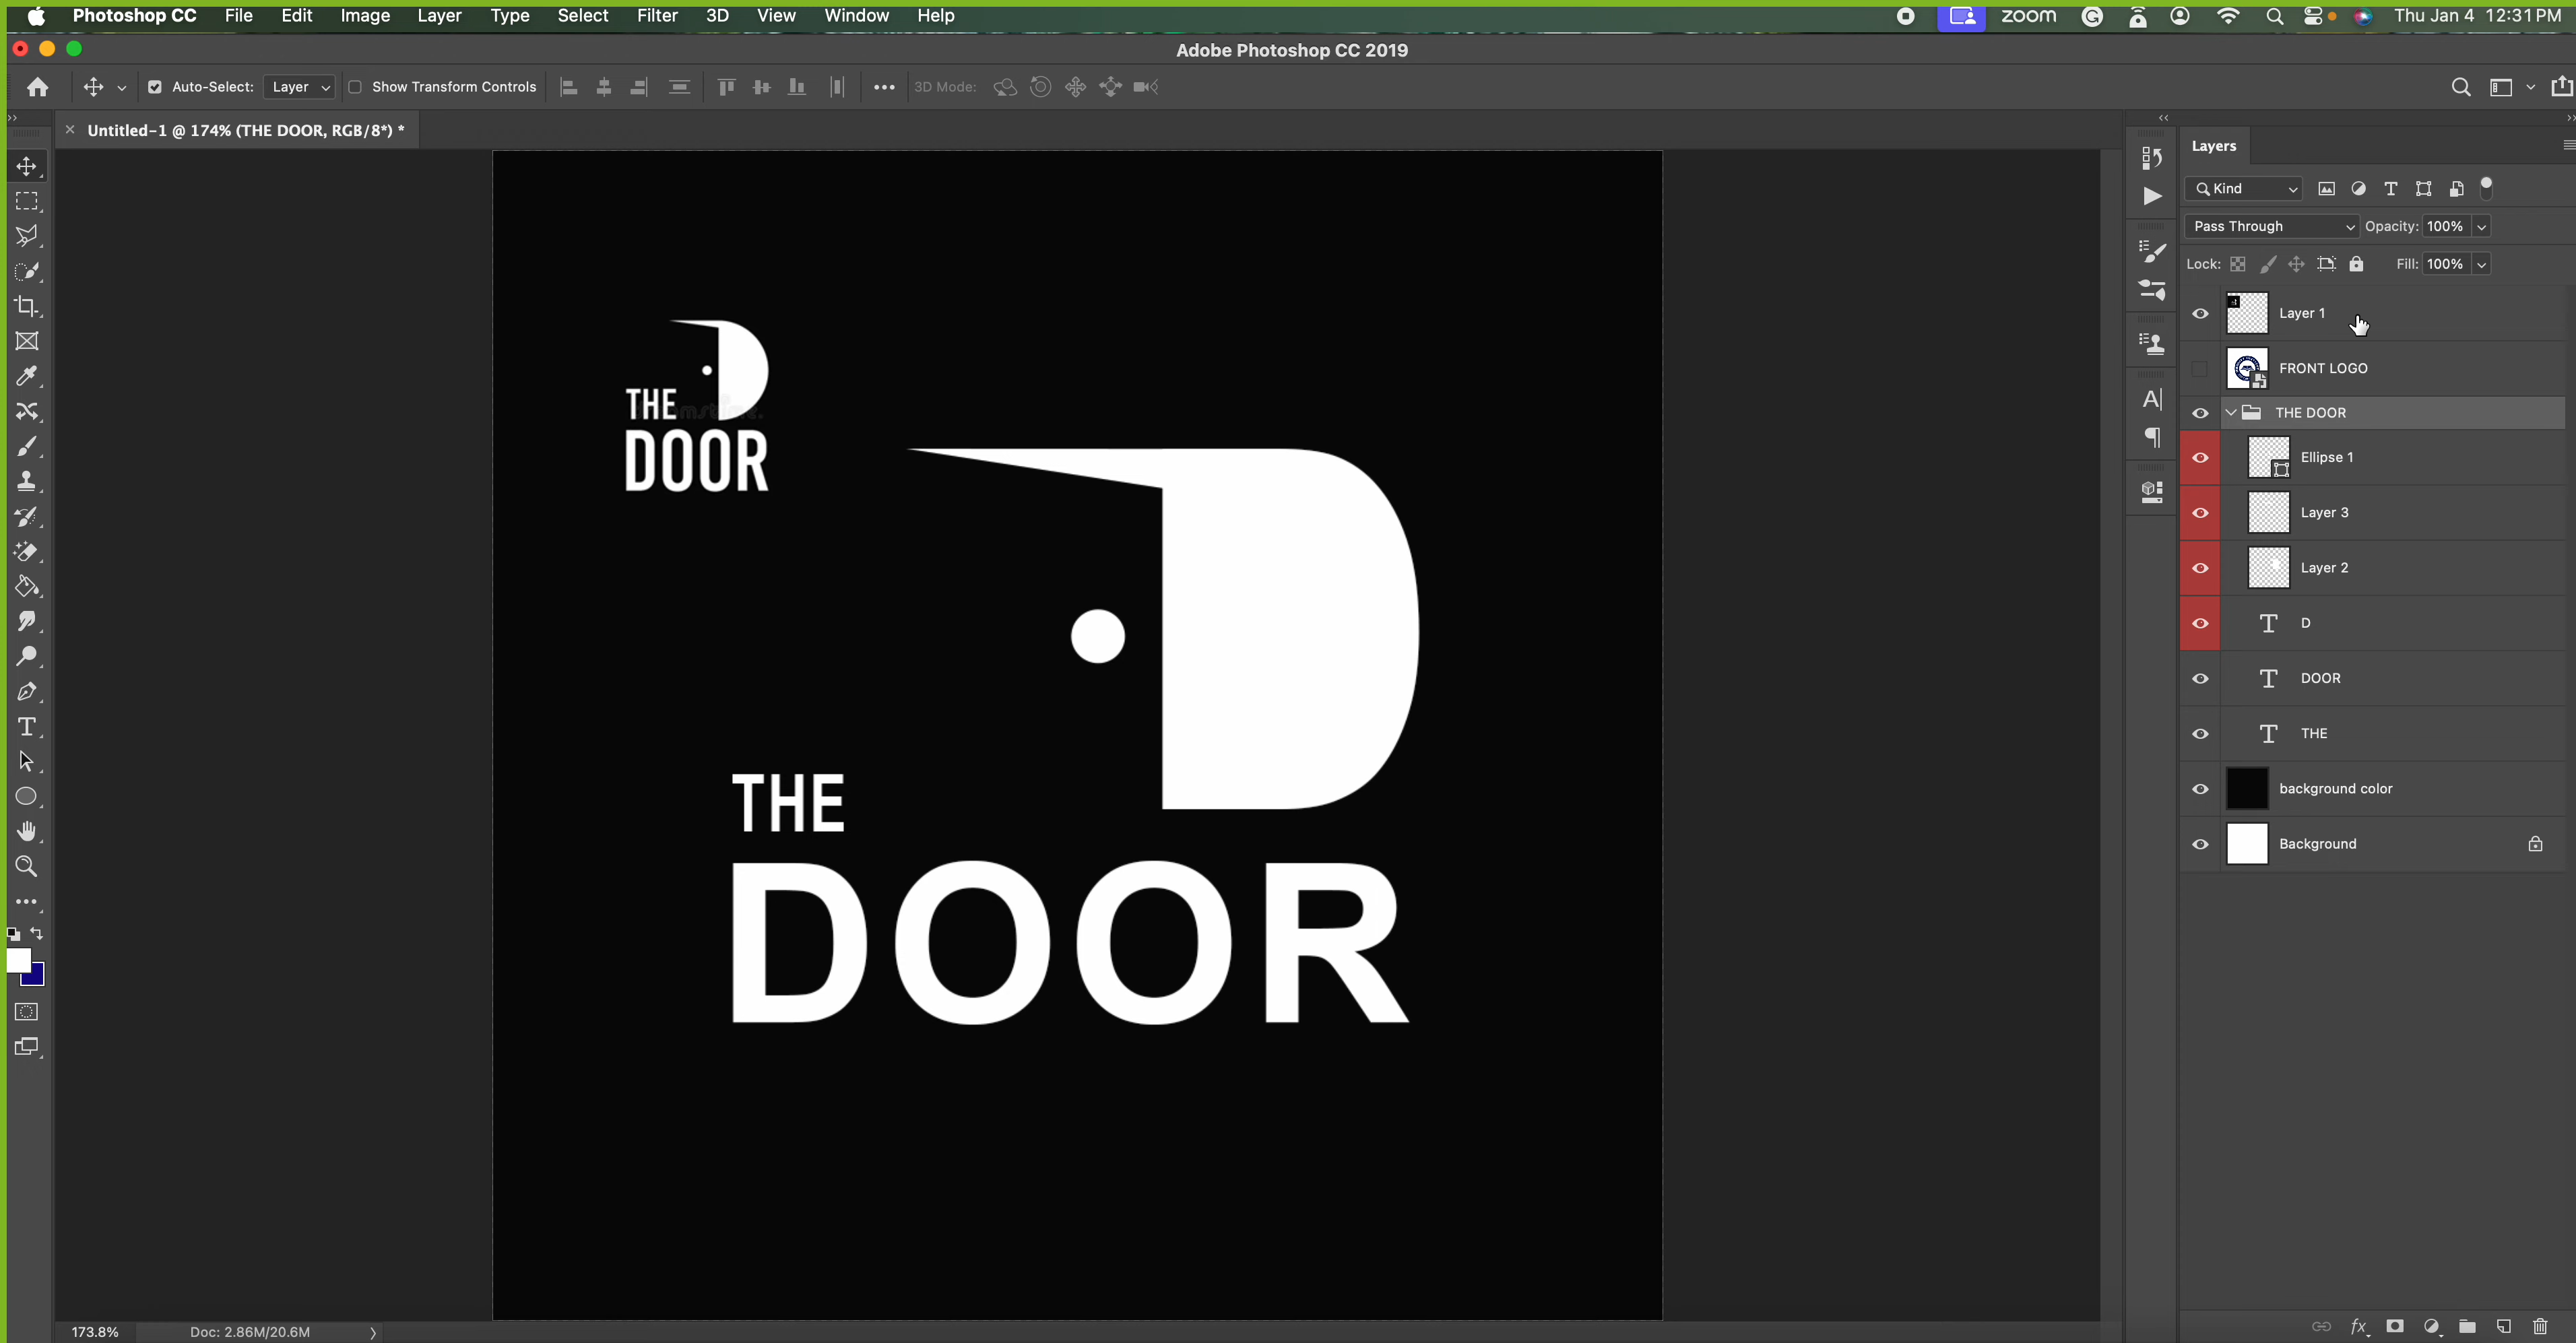 Photoshop CC File Edit Image Layer Type Select Filter 3D View Window Help zoom Thu Jan 4 12:31 PM
Adobe Photoshop CC 2019
Auto-Select: Layer Show Transform Controls 3D Mode:
Untitled-1 @ 174% (THE DOOR, RGB/8*) *
Layers
Kind
Pass Through Opacity: 100%
Lock: Fill: 100%
Layer 1
FRONT LOGO
THE DOOR
Ellipse 1
Layer 3
Layer 2
D
DOOR
THE
background color
Background
THE
DOOR
THE
DOOR
173.8% Doc: 2.86M/20.6M